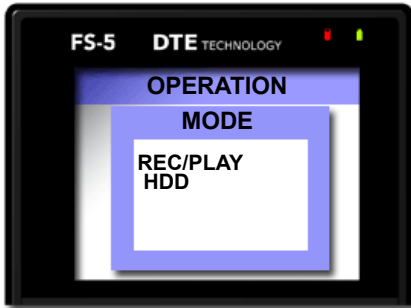 FS-5 DTE TECHNOLOGY
OPERATION
MODE
REC/PLAY
HDD